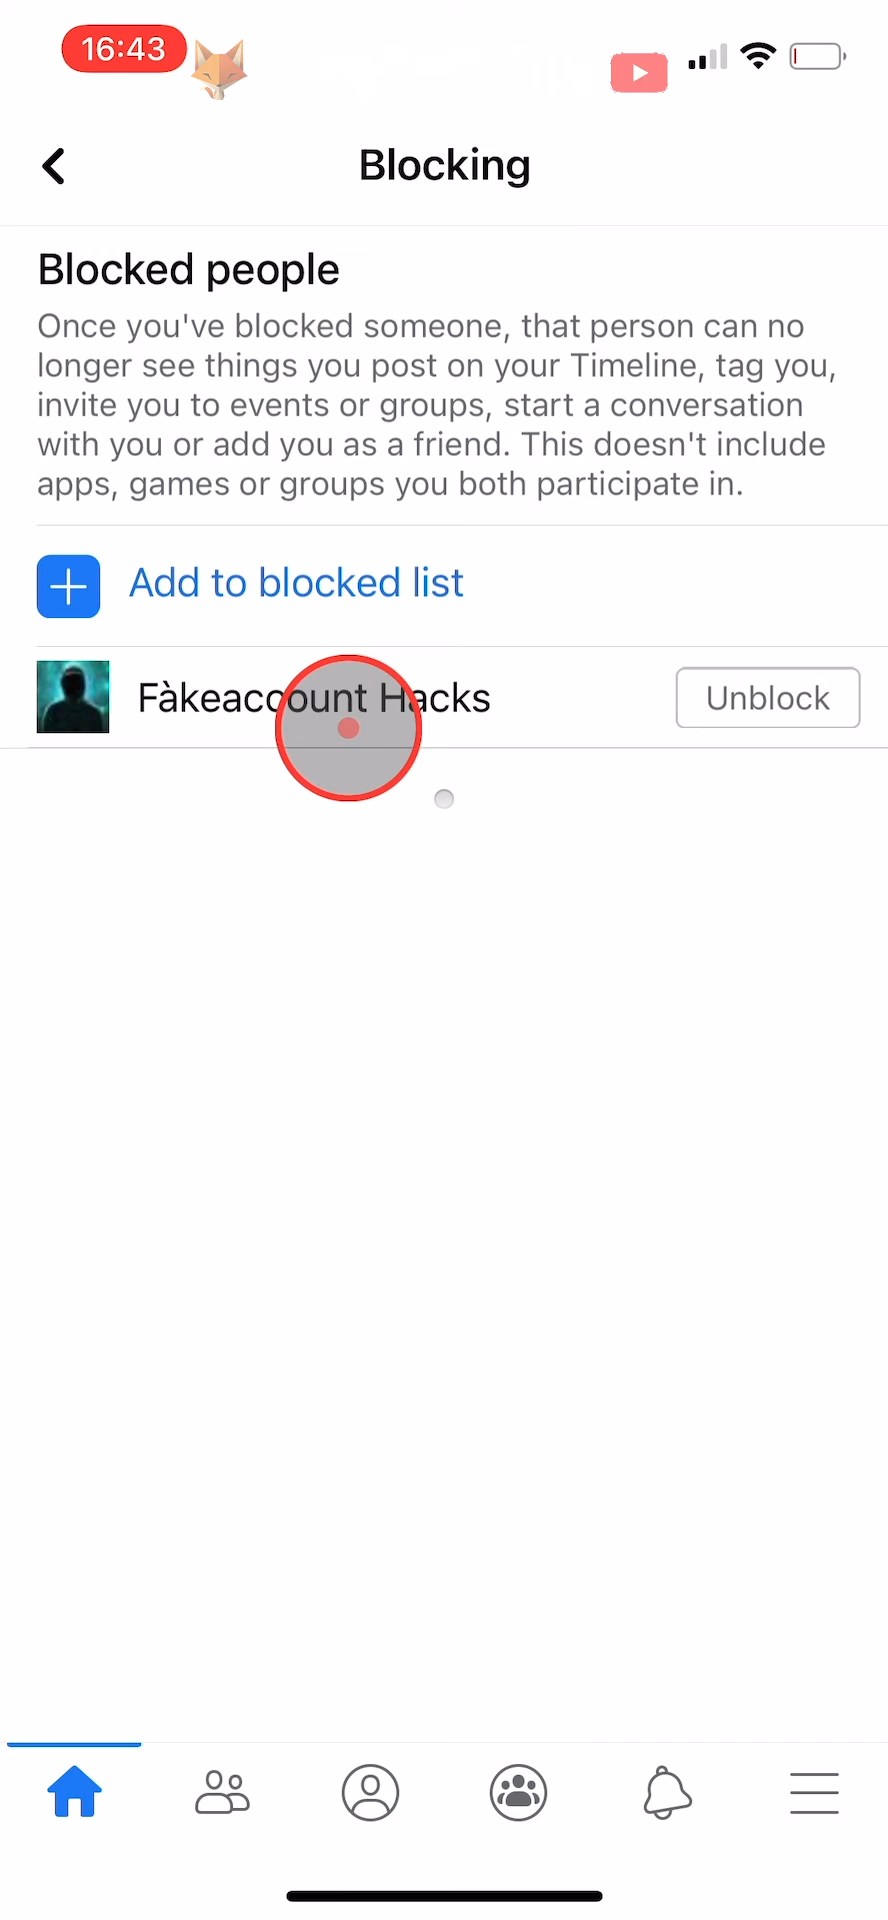 16:43
Blocking
Blocked people
Once you've blocked someone, that person can no
longer see things you post on your Timeline, tag you,
invite you to events or groups, start a conversation
with you or add you as a friend. This doesn't include
apps, games or groups you both participate in.
Add to blocked list
Fàkeaccount Hacks
Unblock